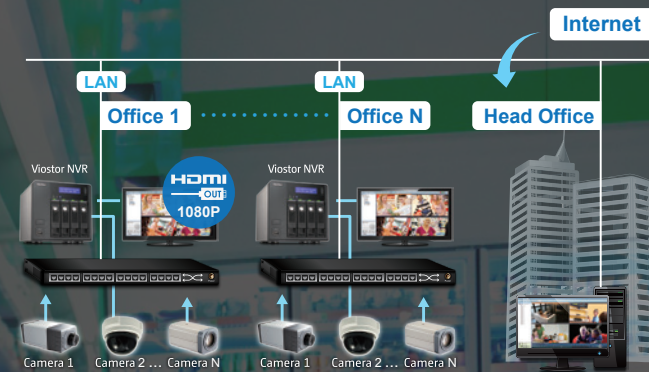 Internet
LAN
LAN
Office 1
Office N
Head Office
Viostor NVR
HDMI
OUT
1080P
Viostor NVR
Camera 1
Camera 2 ...
Camera N
Camera 1
Camera 2 ...
Camera N